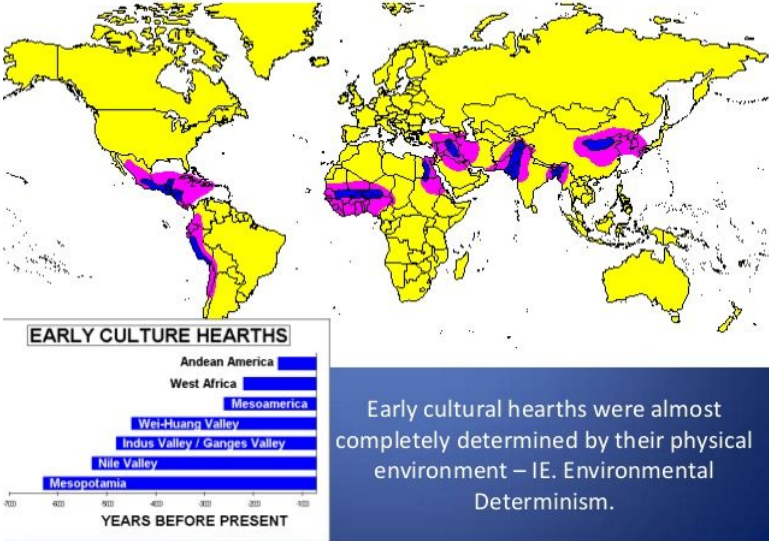 EARLY CULTURE HEARTHS
Andean America
West Africa
Mesoamerica
Wei-Huang Valley
Indus Valley / Ganges Valley
Nile Valley
Mesopotamia
YEARS BEFORE PRESENT
Early cultural hearths were almost
completely determined by their physical
environment – IE. Environmental
Determinism.